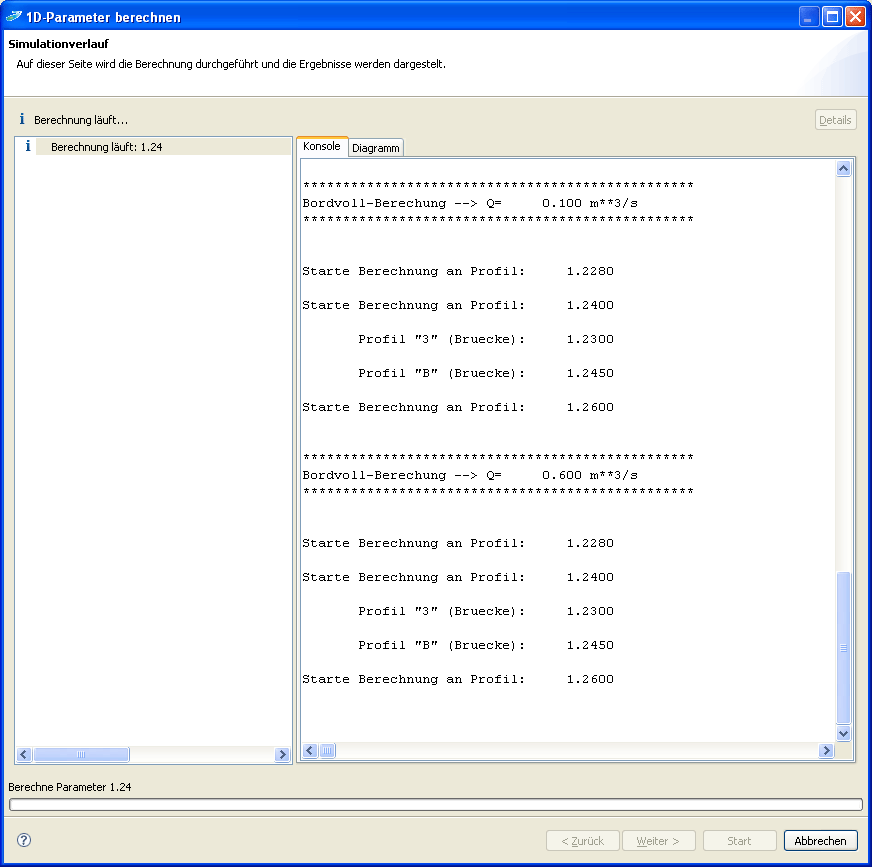 1D-Parameter berechnen
Simulationverlauf
Auf dieser Seite wird die Berechnung durchgeführt und die Ergebnisse werden dargestelt.
Berechnung läuft...
Details
Berechnung läuft: 1.24
Konsole
Diagramm
*************************************************
Bordvoll-Berechung --> Q=     0.100 m**3/s
*************************************************
Starte Berechnung an Profil:     1.2280
Starte Berechnung an Profil:     1.2400
Profil "3" (Bruecke):     1.2300
Profil "B" (Bruecke):     1.2450
Starte Berechnung an Profil:     1.2600
*************************************************
Bordvoll-Berechung --> Q=     0.600 m**3/s
*************************************************
Starte Berechnung an Profil:     1.2280
Starte Berechnung an Profil:     1.2400
Profil "3" (Bruecke):     1.2300
Profil "B" (Bruecke):     1.2450
Starte Berechnung an Profil:     1.2600
Berechne Parameter 1.24
< Zurück
Weiter >
Start
Abbrechen